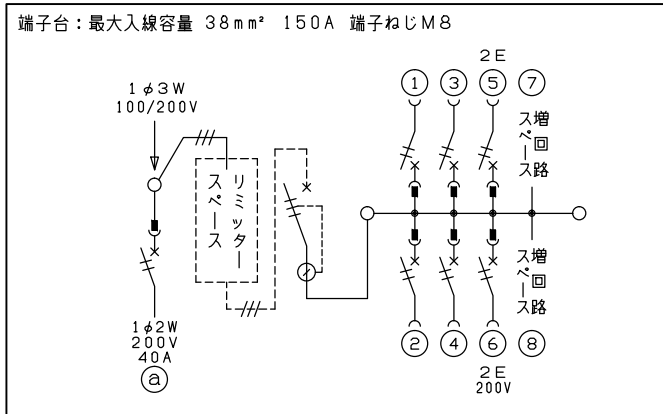 端子台：最大入線容量 38mm² 150A 端子ねじM8
1φ3W
100/200V
リミッター
スペース
1φ2W
200V
40A
a
2E
1 3 5 7
増回路
スペース
増回路
スペース
2 4 6 8
2E
200V